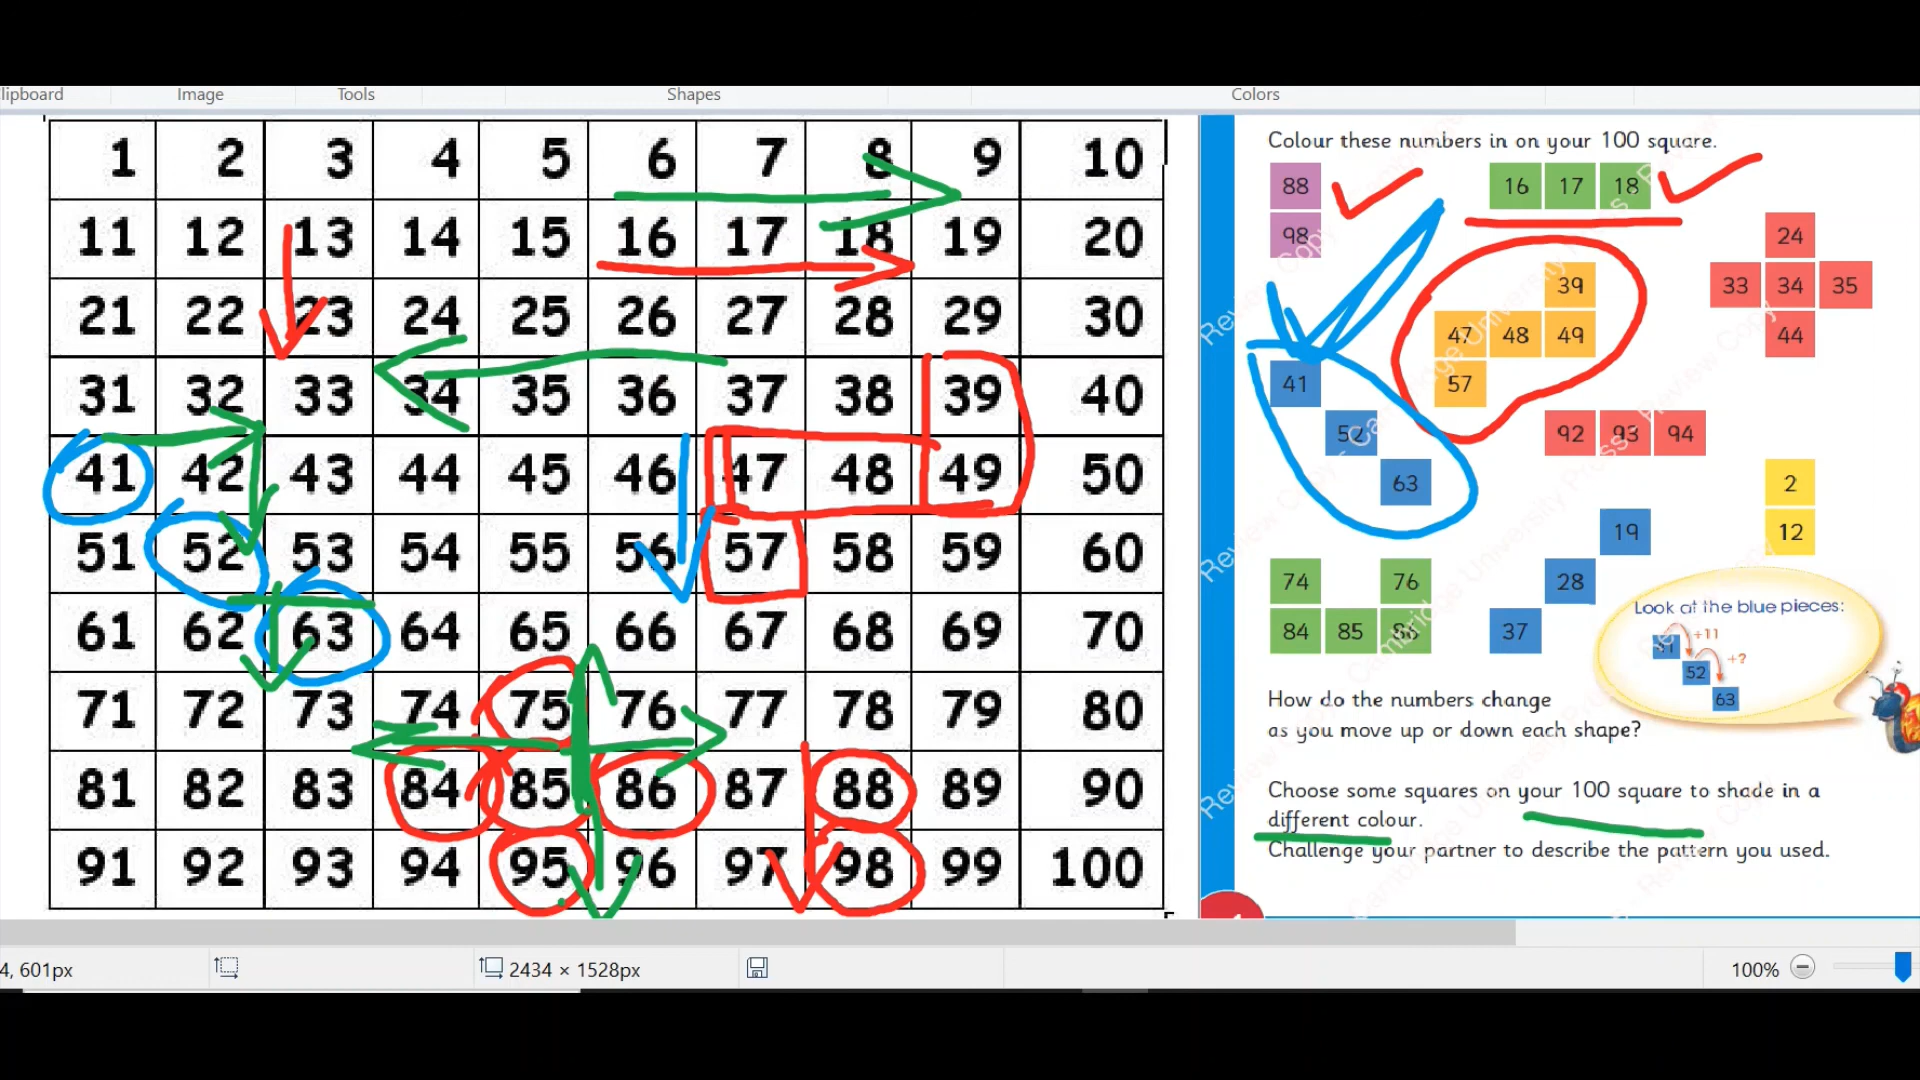 lipboard Image Tools Shapes Colors
1 2 3 4 5 6 7 8 9 10
11 12 13 14 15 16 17 18 19 20
21 22 23 24 25 26 27 28 29 30
31 32 33 34 35 36 37 38 39 40
41 42 43 44 45 46 47 48 49 50
51 52 53 54 55 56 57 58 59 60
61 62 63 64 65 66 67 68 69 70
71 72 73 74 75 76 77 78 79 80
81 82 83 84 85 86 87 88 89 90
91 92 93 94 95 96 97 98 99 100
Colour these numbers in on your 100 square.
88 16 17 18
98 24
39 33 34 35
47 48 49 44
41 57
52 92 93 94
63 2
19 12
74 76 28
84 85 86 37
Look at the blue pieces:
41 +11
52 +?
63
How do the numbers change
as you move up or down each shape?
Choose some squares on your 100 square to shade in a
different colour.
Challenge your partner to describe the pattern you used.
4, 601px 2434 × 1528px 100%